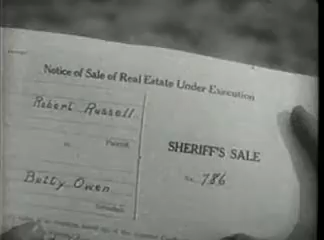 Notice of Sale of Real Estate Under Execution
Robert Russell
vs.
Plaintiff
Betty Owen
Defendant
SHERIFF'S SALE
No. 786